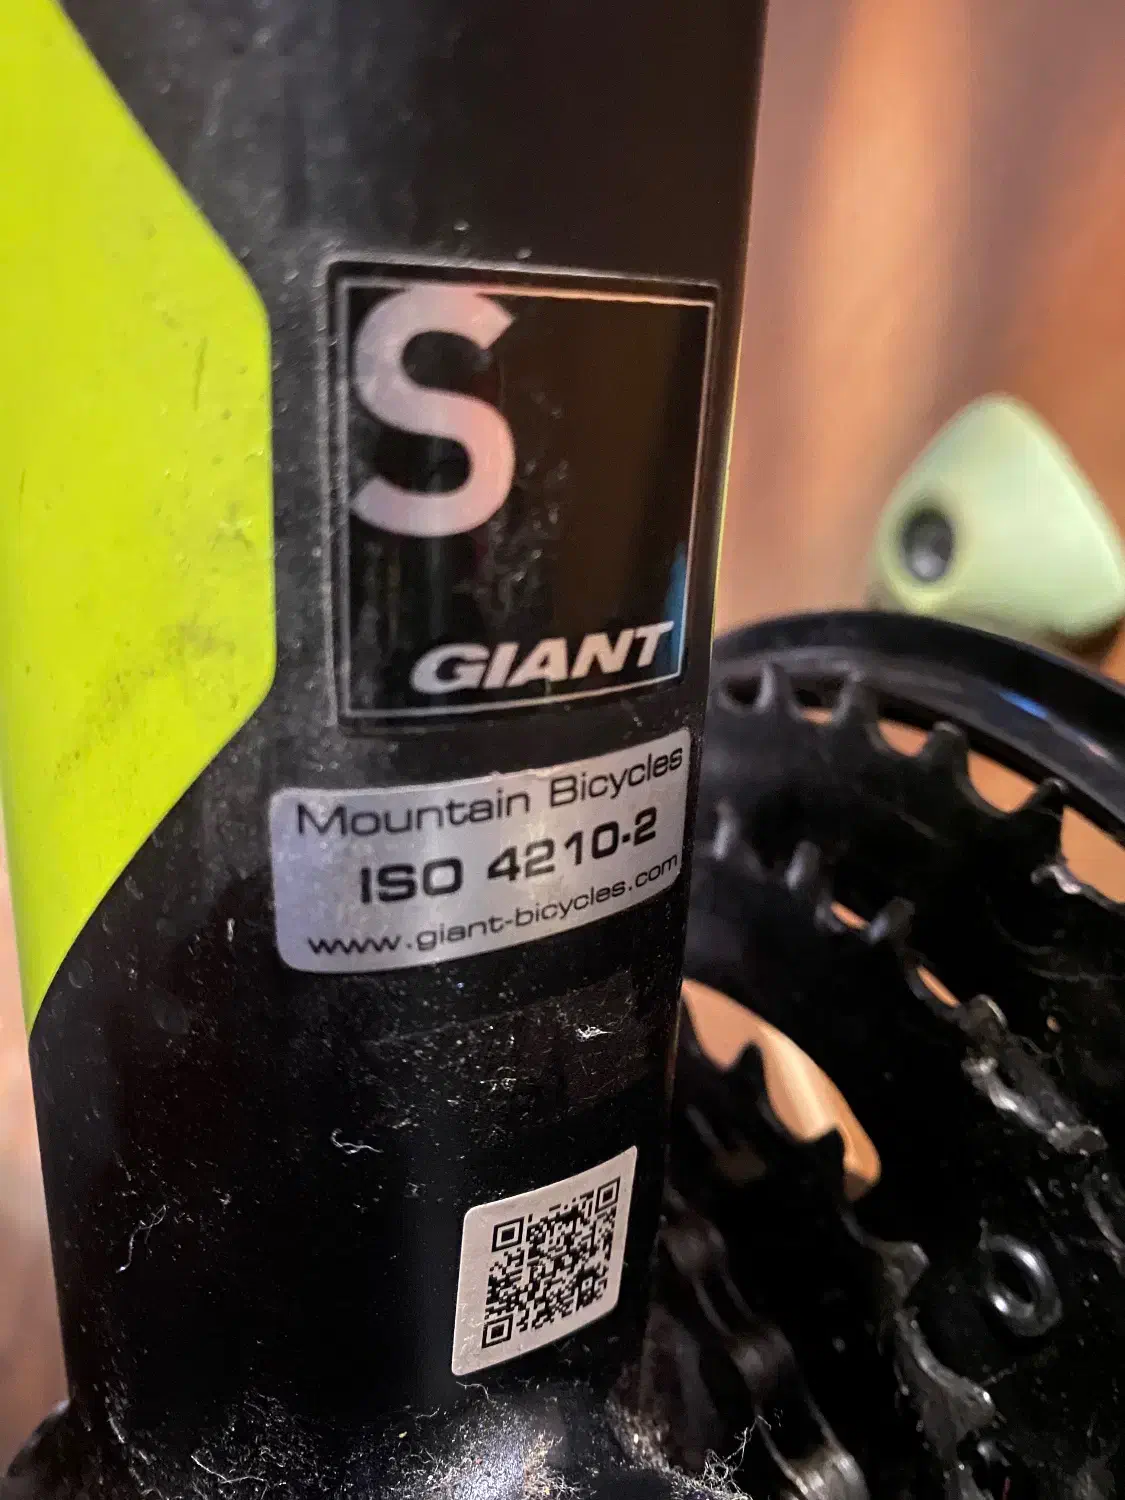 S
GIANT
Mountain Bicycles
ISO 4210-2
www.giant-bicycles.com